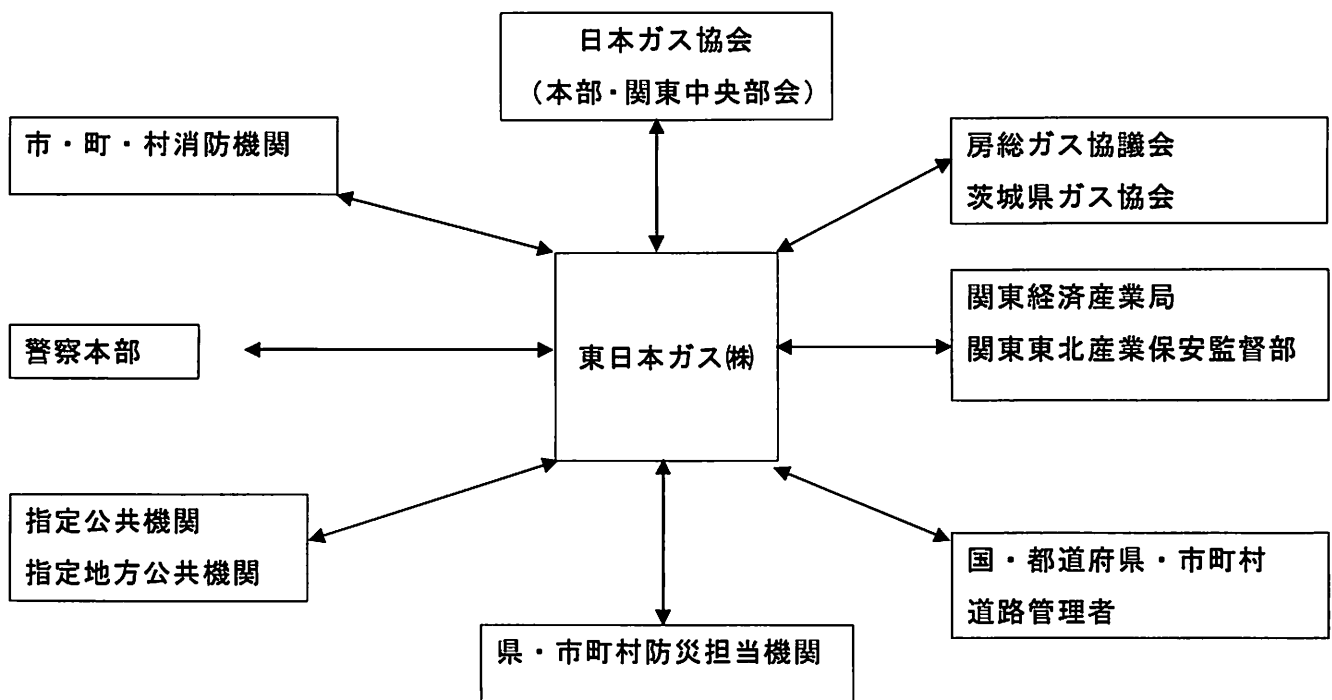 日本ガス協会
（本部・関東中央部会）
市・町・村消防機関
房総ガス協議会
茨城県ガス協会
関東経済産業局
関東東北産業保安監督部
警察本部
東日本ガス㈱
指定公共機関
指定地方公共機関
国・都道府県・市町村
道路管理者
県・市町村防災担当機関